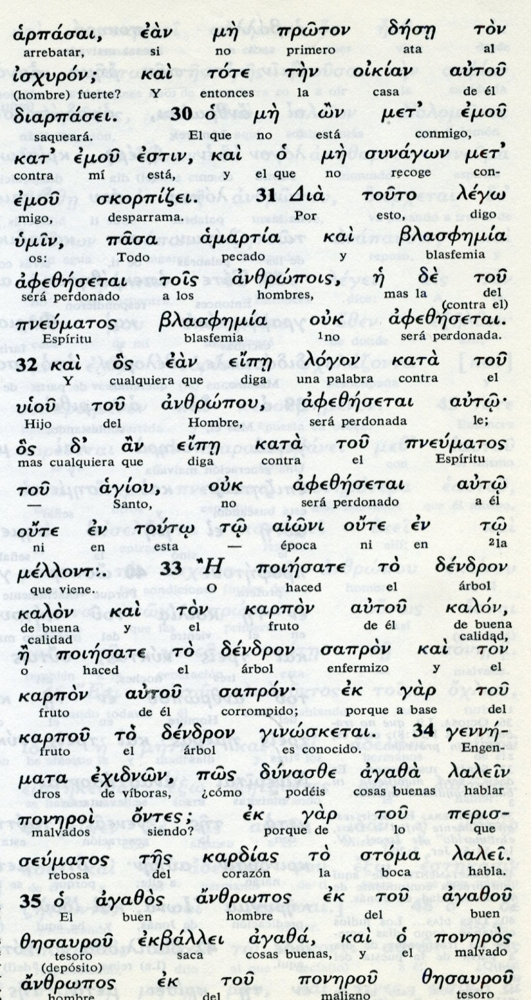 ἁρπάσαι, ἐὰν μὴ πρῶτον δήσῃ τὸν
arrebatar, si no primero ata al
ἰσχυρόν; καὶ τότε τὴν οἰκίαν αὐτοῦ
(hombre) fuerte? Y entonces la casa de él
διαρπάσει. 30 ὁ μὴ ὢν μετ’ ἐμοῦ
saqueará. El que no está conmigo,
κατ’ ἐμοῦ ἐστιν, καὶ ὁ μὴ συνάγων μετ’
contra mí está, y el que no recoge con-
ἐμοῦ σκορπίζει. 31 Διὰ τοῦτο λέγω
migo, desparrama. Por esto, digo
ὑμῖν, πᾶσα ἁμαρτία καὶ βλασφημία
os: Todo pecado y blasfemia
ἀφεθήσεται τοῖς ἀνθρώποις, ἡ δὲ τοῦ
será perdonado a los hombres, mas la del
(contra el)
πνεύματος βλασφημία οὐκ ἀφεθήσεται.
Espíritu blasfemia ¹no será perdonada.
32 καὶ ὃς ἐὰν εἴπῃ λόγον κατὰ τοῦ
Y cualquiera que diga una palabra contra el
υἱοῦ τοῦ ἀνθρώπου, ἀφεθήσεται αὐτῷ·
Hijo del Hombre, será perdonada le;
ὃς δ’ ἂν εἴπῃ κατὰ τοῦ πνεύματος
mas cualquiera que diga contra el Espíritu
τοῦ ἁγίου, οὐκ ἀφεθήσεται αὐτῷ
— Santo, no será perdonado a él
οὔτε ἐν τούτῳ τῷ αἰῶνι οὔτε ἐν τῷ
ni en esta — época ni en ²la
μέλλοντι. 33 Ἢ ποιήσατε τὸ δένδρον
que viene. O haced el árbol
καλὸν καὶ τὸν καρπὸν αὐτοῦ καλόν,
de buena y el fruto de él de buena
calidad calidad,
ἢ ποιήσατε τὸ δένδρον σαπρὸν καὶ τὸν
o haced el árbol enfermizo y el
καρπὸν αὐτοῦ σαπρόν· ἐκ γὰρ τοῦ
fruto de él corrompido; porque a base del
καρποῦ τὸ δένδρον γινώσκεται. 34 γεννή-
fruto el árbol es conocido. Engen-
ματα ἐχιδνῶν, πῶς δύνασθε ἀγαθὰ λαλεῖν
dros de víboras, ¿cómo podéis cosas buenas hablar
πονηροὶ ὄντες; ἐκ γὰρ τοῦ περισ-
malvados siendo? porque de lo que
σεύματος τῆς καρδίας τὸ στόμα λαλεῖ.
rebosa del corazón la boca habla.
35 ὁ ἀγαθὸς ἄνθρωπος ἐκ τοῦ ἀγαθοῦ
El buen hombre del buen
θησαυροῦ ἐκβάλλει ἀγαθά, καὶ ὁ πονηρὸς
tesoro saca cosas buenas, y el malvado
(depósito)
ἄνθρωπος ἐκ τοῦ πονηροῦ θησαυροῦ
hombre del maligno tesoro